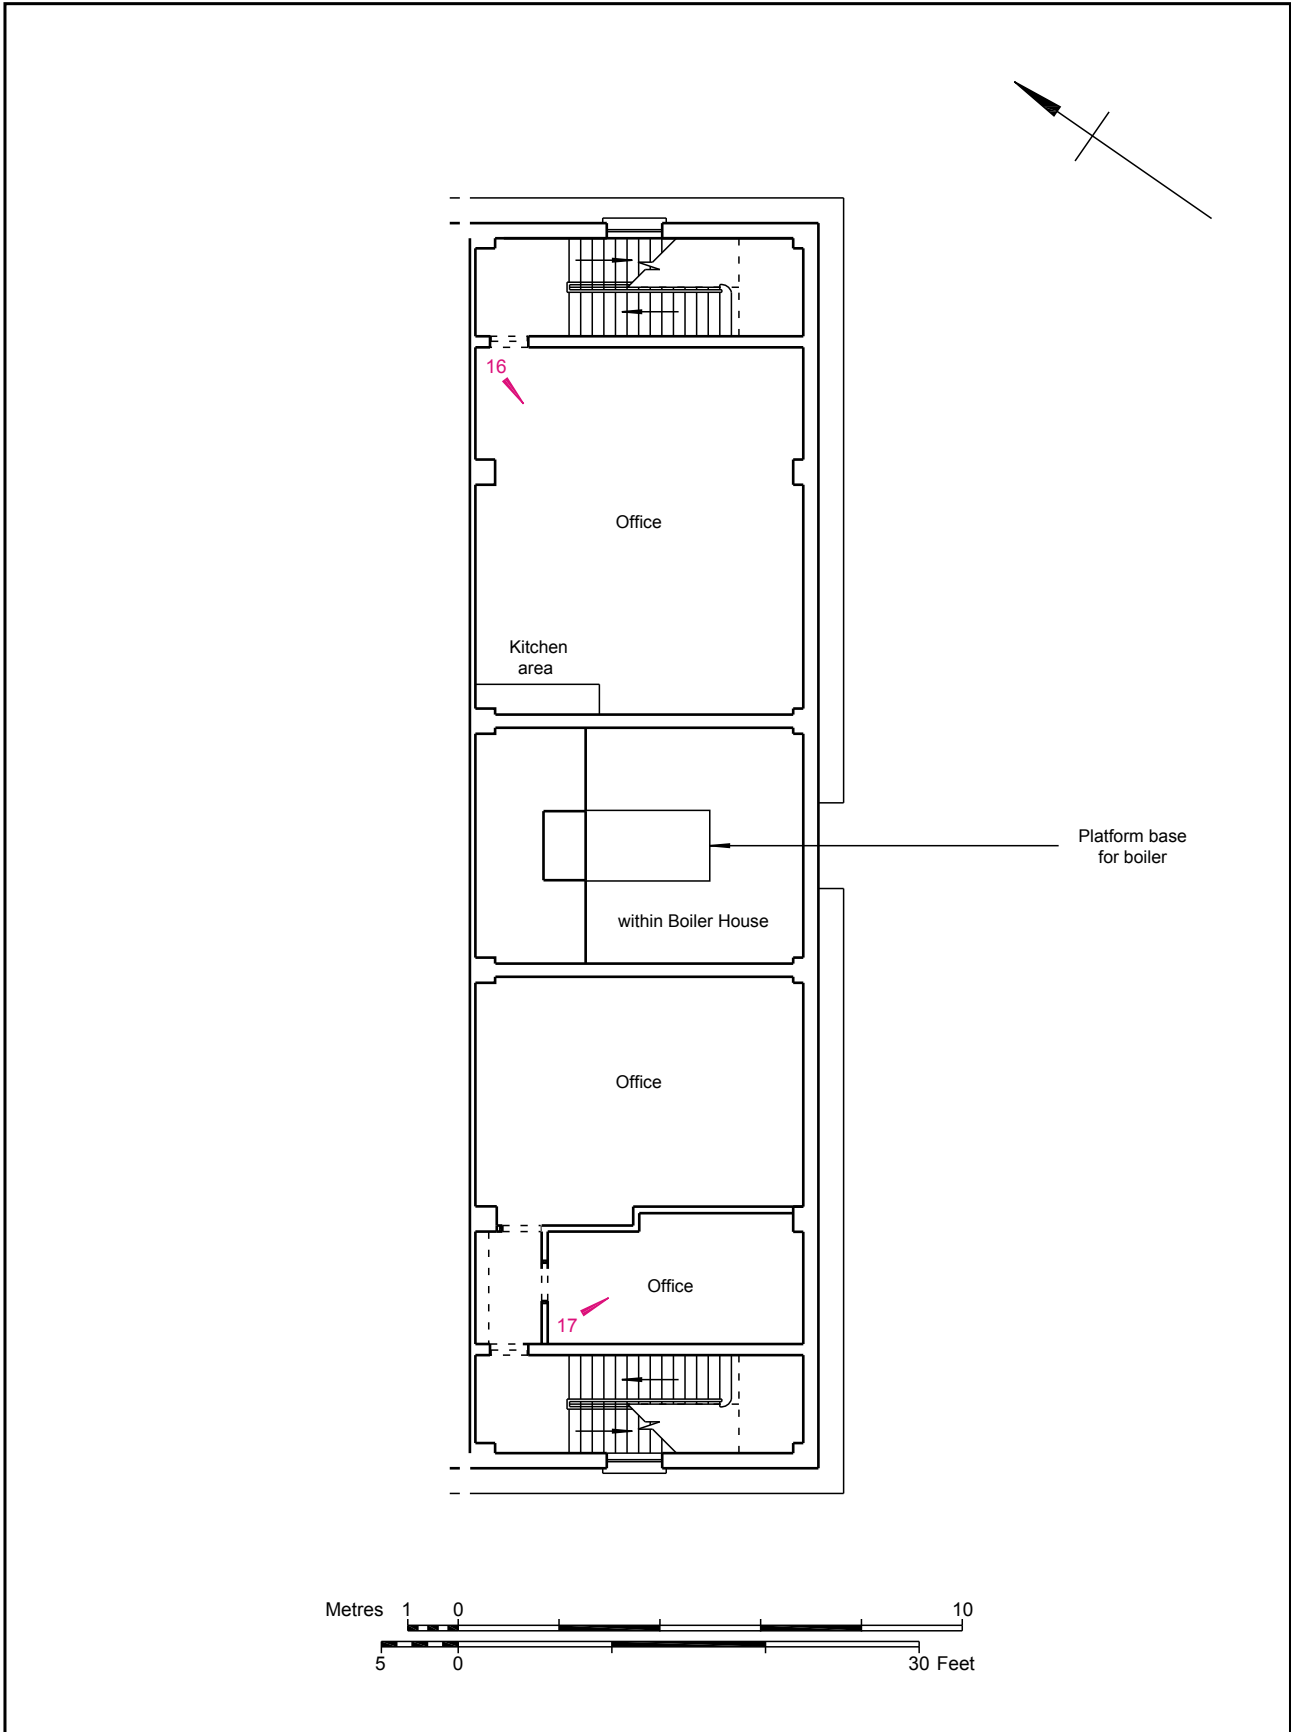 16
Office
Kitchen
area
Platform base
for boiler
within Boiler House
Office
Office
17
Metres 1 0 10
5 0 30 Feet